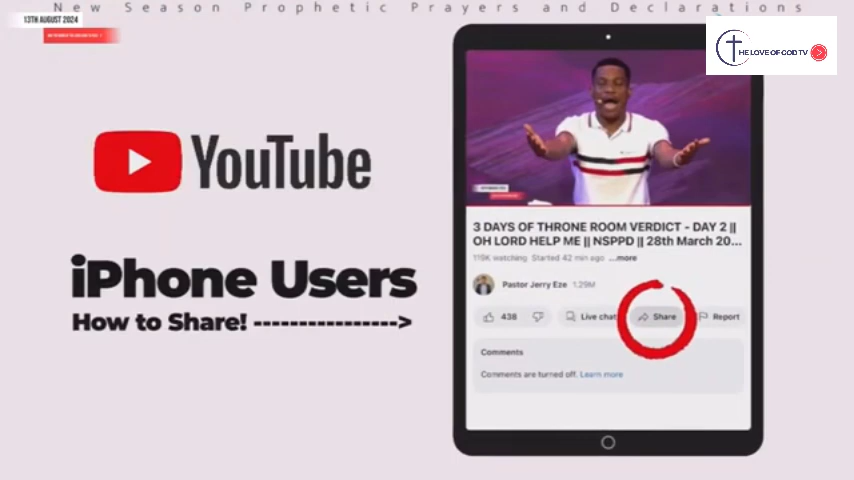 New Season Prophetic Prayers and Declarations
13TH AUGUST 2024
THE LOVE OF GOD TV
YouTube
iPhone Users
How to Share! ---------------->
3 DAYS OF THRONE ROOM VERDICT - DAY 2 ||
OH LORD HELP ME || NSPPD || 28th March 20...
119K watching Started 42 min ago ...more
Pastor Jerry Eze 1.29M
438 Live chat Share Report
Comments
Comments are turned off. Learn more